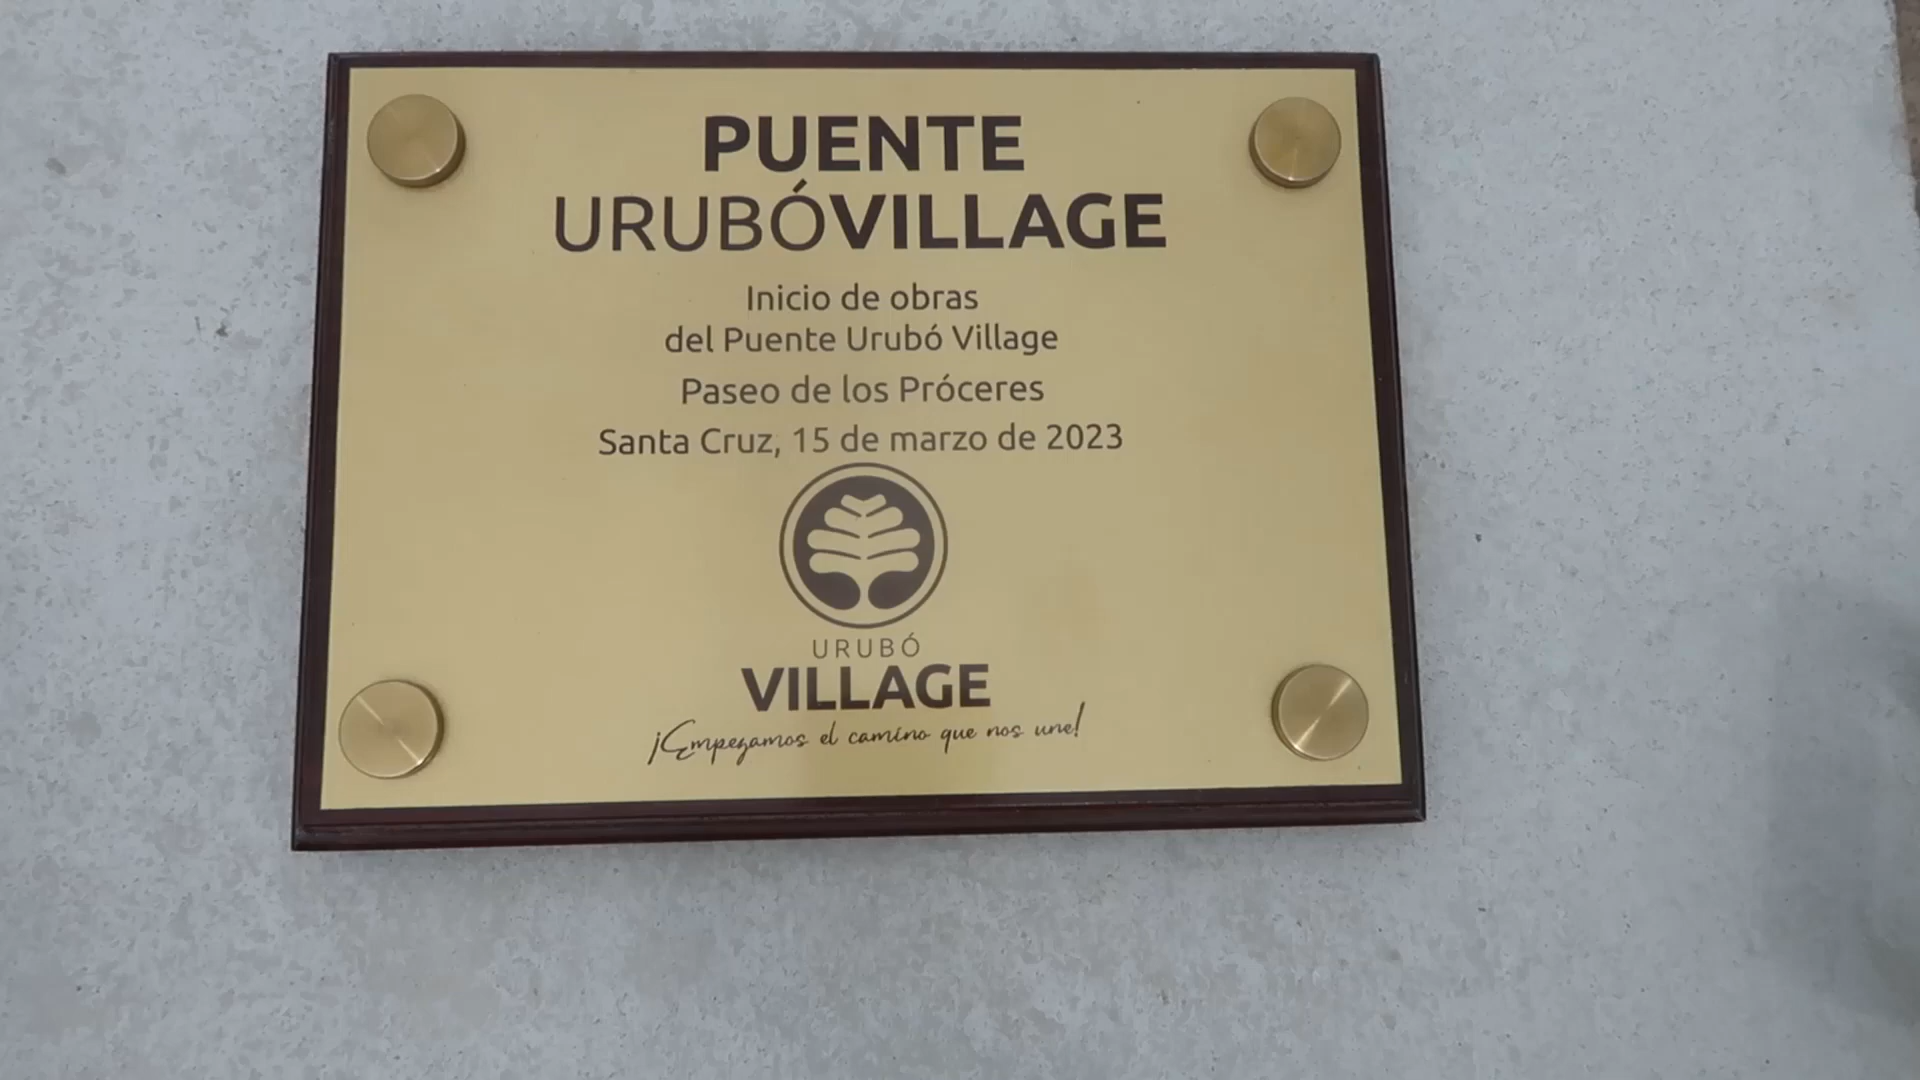 PUENTE
URUBÓVILLAGE
Inicio de obras
del Puente Urubó Village
Paseo de los Próceres
Santa Cruz, 15 de marzo de 2023
URUBÓ
VILLAGE
¡Empezamos el camino que nos une!